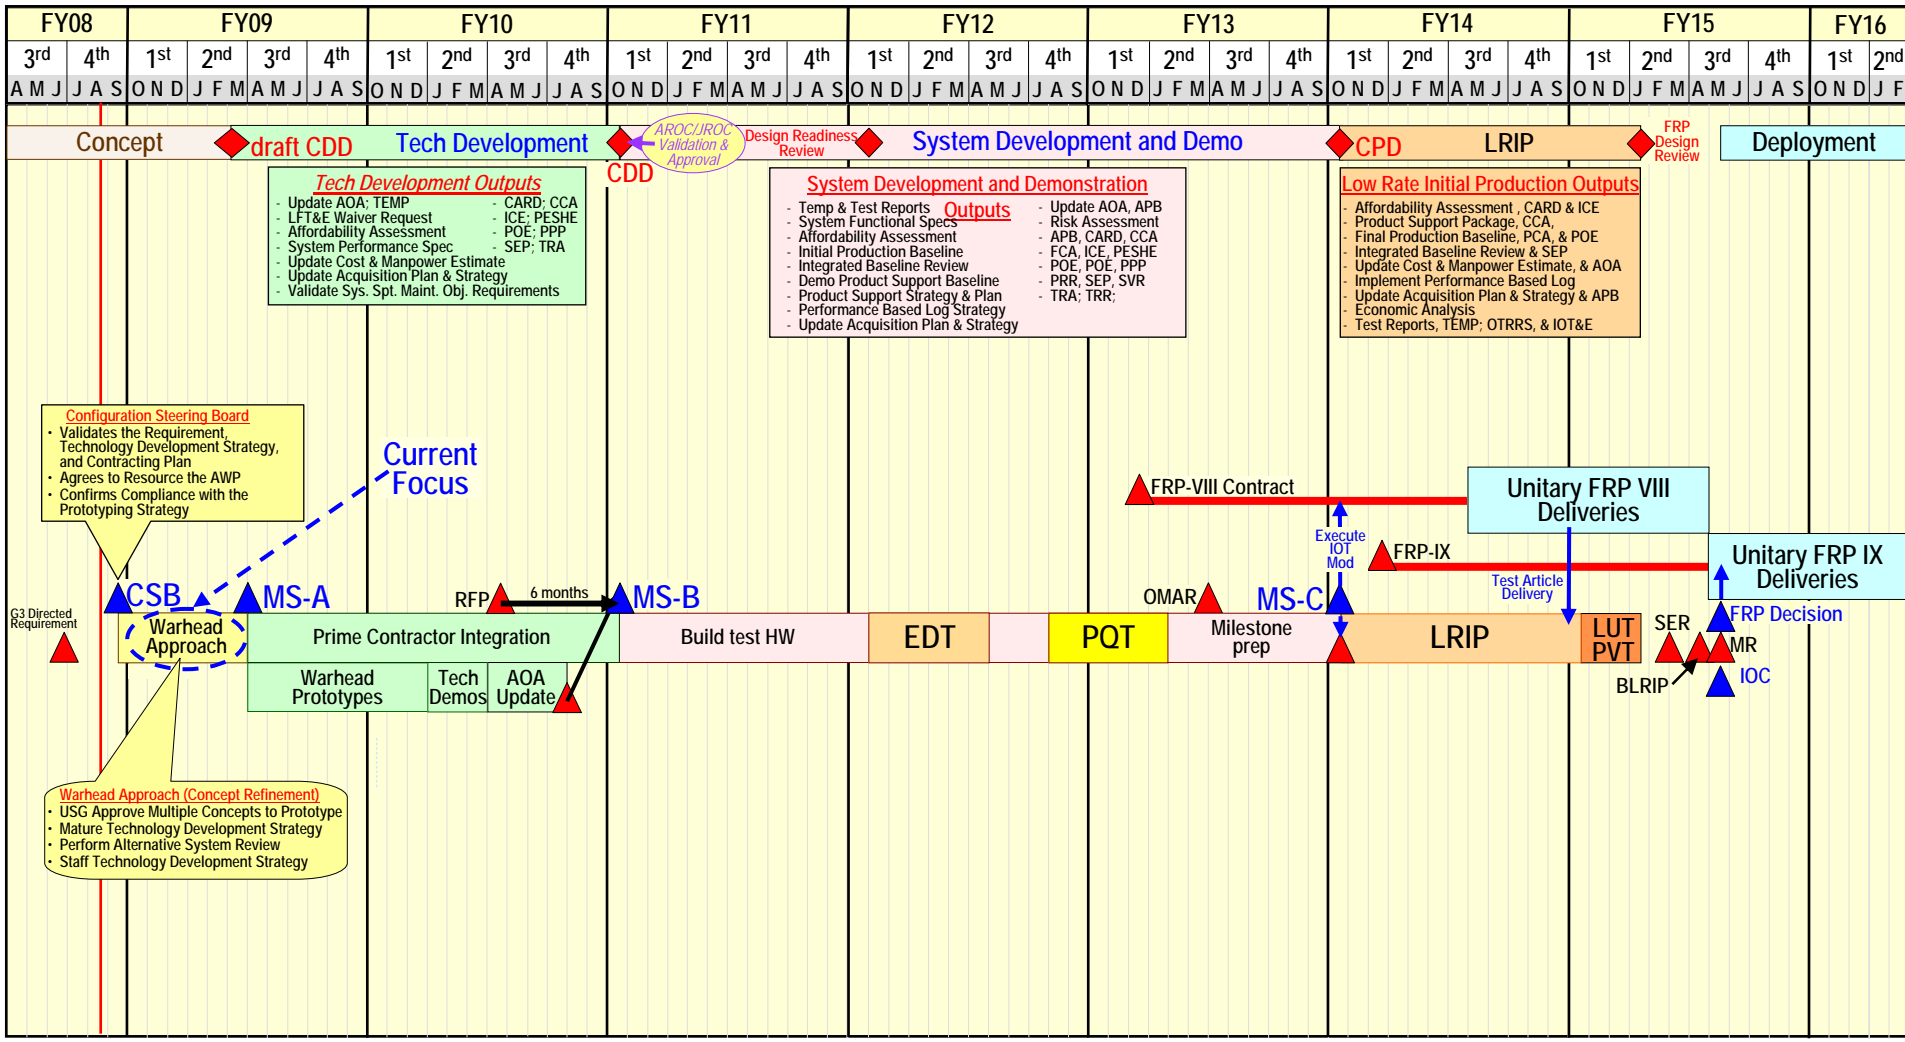 FY08 FY09 FY10 FY11 FY12 FY13 FY14 FY15 FY16
3rd 4th 1st 2nd 3rd 4th 1st 2nd 3rd 4th 1st 2nd 3rd 4th 1st 2nd 3rd 4th 1st 2nd 3rd 4th 1st 2nd 3rd 4th 1st 2nd 3rd 4th 1st 2nd
A M J J A S O N D J F M A M J J A S O N D J F M A M J J A S O N D J F M A M J J A S O N D J F M A M J J A S O N D J F M A M J J A S O N D J F M A M J J A S O N D J F M A M J J A S O N D J F
Concept
draft CDD
Tech Development
CDD
AROC/JROC
Validation &
Approval
Design Readiness
Review
System Development and Demo
CPD
LRIP
FRP
Design
Review
Deployment
Tech Development Outputs
- Update AOA; TEMP
- LFT&E Waiver Request
- Affordability Assessment
- System Performance Spec
- Update Cost & Manpower Estimate
- Update Acquisition Plan & Strategy
- Validate Sys. Spt. Maint. Obj. Requirements
- CARD; CCA
- ICE; PESHE
- POE; PPP
- SEP; TRA
System Development and Demonstration
Outputs
- Temp & Test Reports
- System Functional Specs
- Affordability Assessment
- Initial Production Baseline
- Integrated Baseline Review
- Demo Product Support Baseline
- Product Support Strategy & Plan
- Performance Based Log Strategy
- Update Acquisition Plan & Strategy
- Update AOA, APB
- Risk Assessment
- APB, CARD, CCA
- FCA, ICE, PESHE
- POE, POE, PPP
- PRR, SEP, SVR
- TRA; TRR;
Low Rate Initial Production Outputs
- Affordability Assessment , CARD & ICE
- Product Support Package, CCA,
- Final Production Baseline, PCA, & POE
- Integrated Baseline Review & SEP
- Update Cost & Manpower Estimate, & AOA
- Implement Performance Based Log
- Update Acquisition Plan & Strategy & APB
- Economic Analysis
- Test Reports, TEMP; OTRRS, & IOT&E
Configuration Steering Board
• Validates the Requirement,
Technology Development Strategy,
and Contracting Plan
• Agrees to Resource the AWP
• Confirms Compliance with the
Prototyping Strategy
Current
Focus
FRP-VIII Contract
Unitary FRP VIII
Deliveries
Execute
IOT
Mod
FRP-IX
Unitary FRP IX
Deliveries
Test Article
Delivery
G3 Directed
Requirement
CSB
MS-A
RFP
6 months
MS-B
OMAR
MS-C
FRP Decision
Warhead
Approach
Prime Contractor Integration
Build test HW
EDT
PQT
Milestone
prep
LRIP
LUT
PVT
SER
MR
BLRIP
IOC
Warhead
Prototypes
Tech
Demos
AOA
Update
Warhead Approach (Concept Refinement)
• USG Approve Multiple Concepts to Prototype
• Mature Technology Development Strategy
• Perform Alternative System Review
• Staff Technology Development Strategy